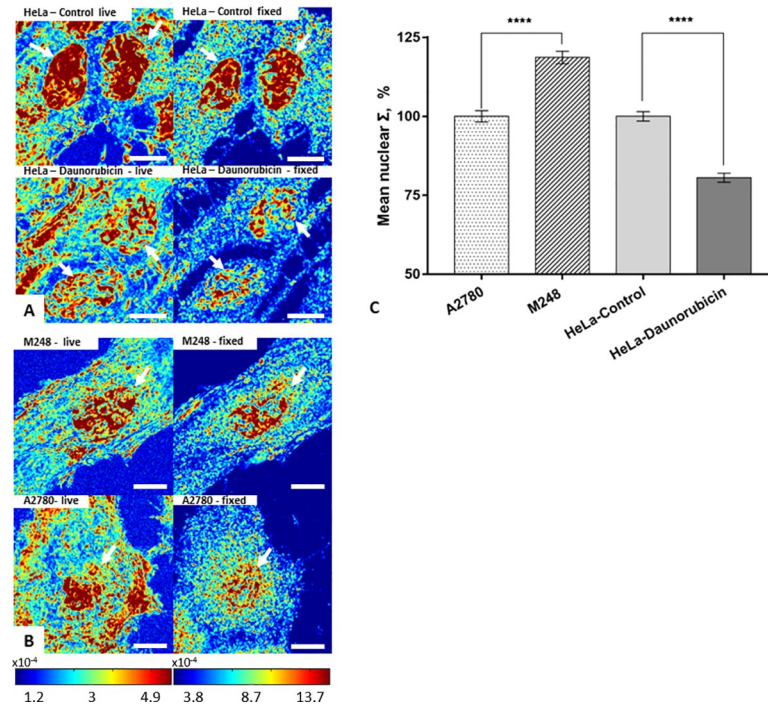 HeLa – Control live
HeLa – Control fixed
HeLa – Daunorubicin - live
HeLa – Daunorubicin - fixed
A
M248 - live
M248 - fixed
A2780- live
A2780 - fixed
B
x10-4
x10-4
1.2 3 4.9 3.8 8.7 13.7
C
Mean nuclear Σ, %
125
100
75
50
****
****
A2780
M248
HeLa-Control
HeLa-Daunorubicin